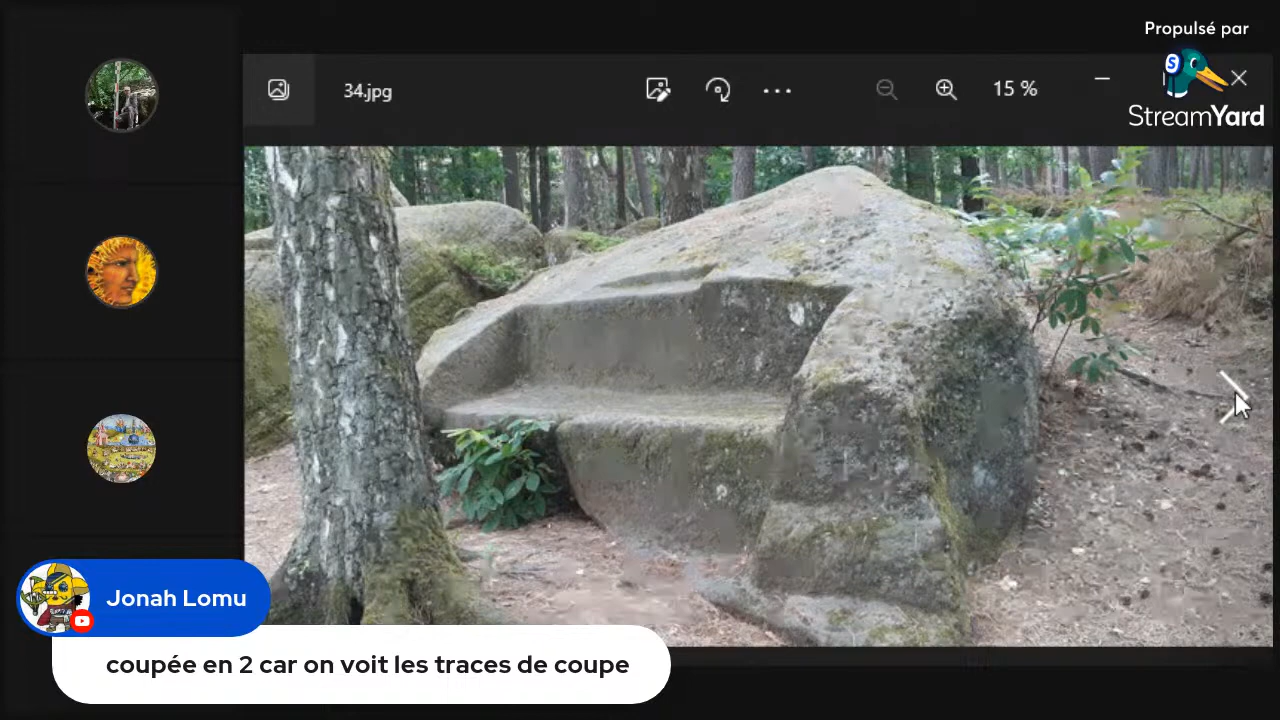 Propulsé par
34.jpg
15 %
StreamYard
Jonah Lomu
coupée en 2 car on voit les traces de coupe